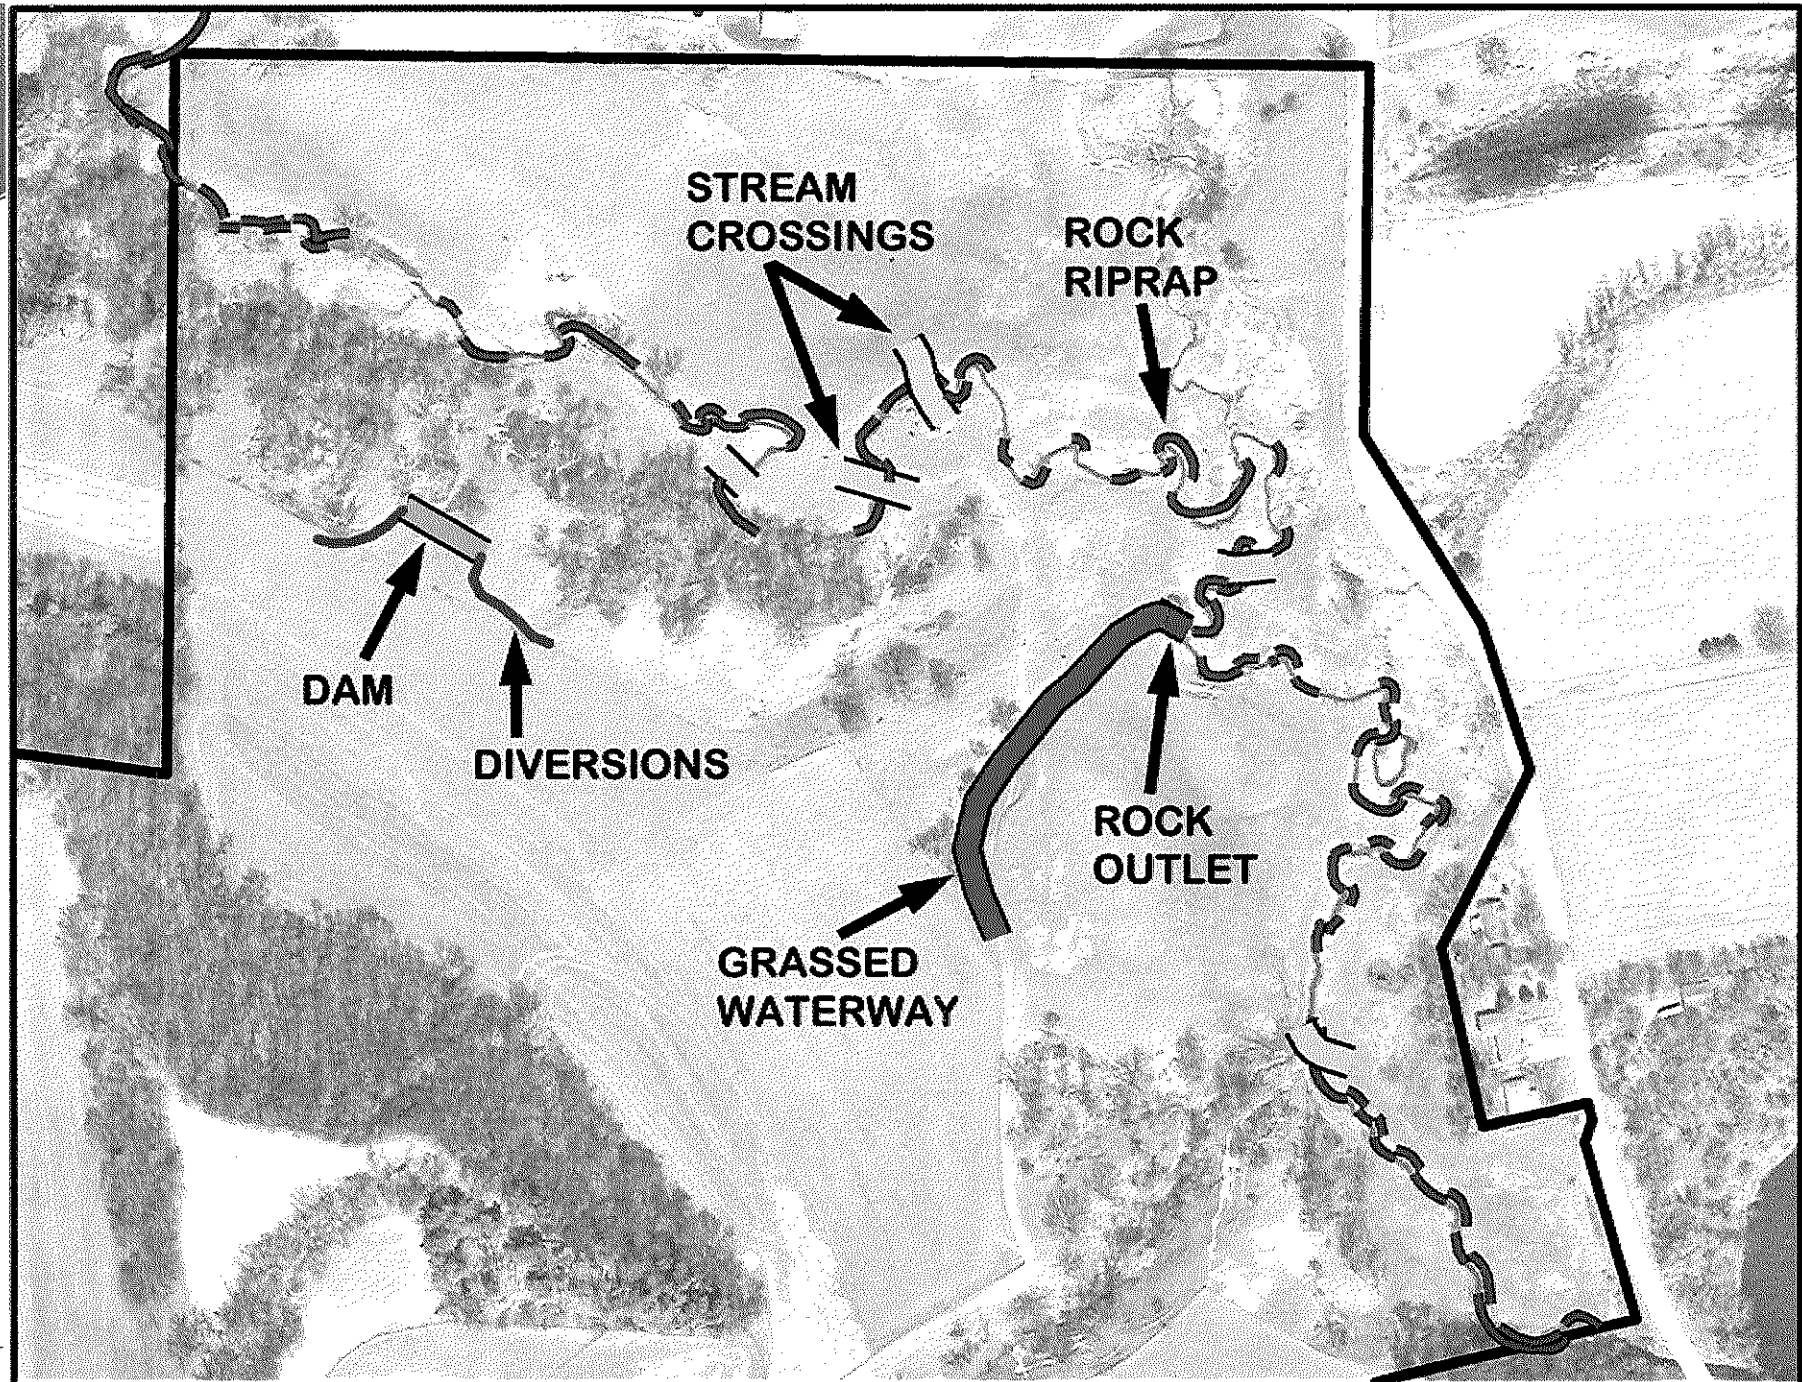 STREAM
CROSSINGS
ROCK
RIPRAP
DAM
DIVERSIONS
ROCK
OUTLET
GRASSED
WATERWAY